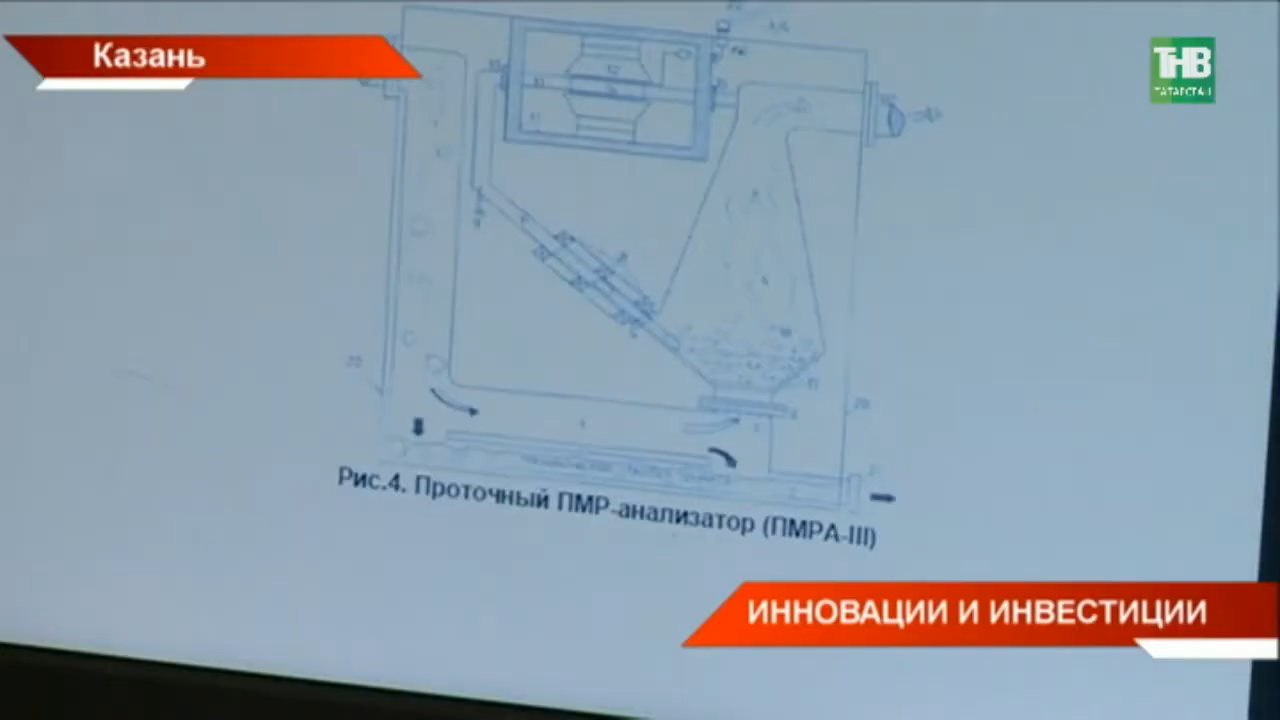 Казань
ТНВ
ТАТАРСТАН
Рис.4. Проточный ПМР-анализатор (ПМРА-III)
ИННОВАЦИИ И ИНВЕСТИЦИИ